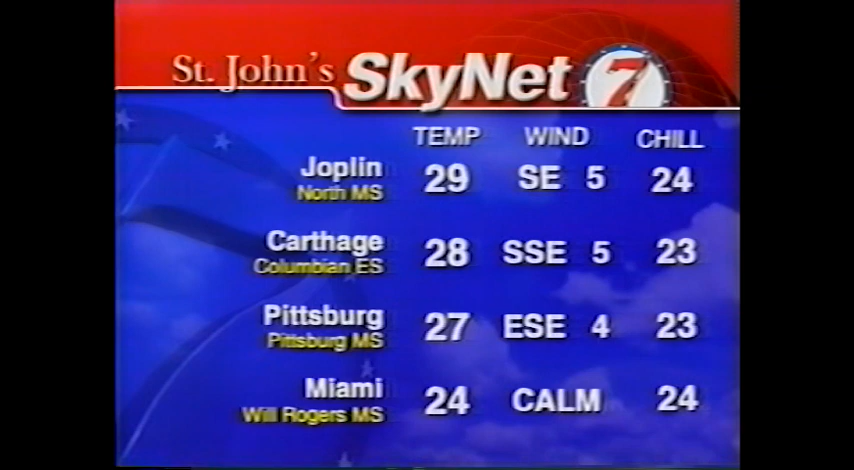 St. John's SkyNet 7
TEMP WIND CHILL
Joplin 29 SE 5 24
North MS
Carthage 28 SSE 5 23
Columbian ES
Pittsburg 27 ESE 4 23
Pittsburg MS
Miami 24 CALM 24
Will Rogers MS